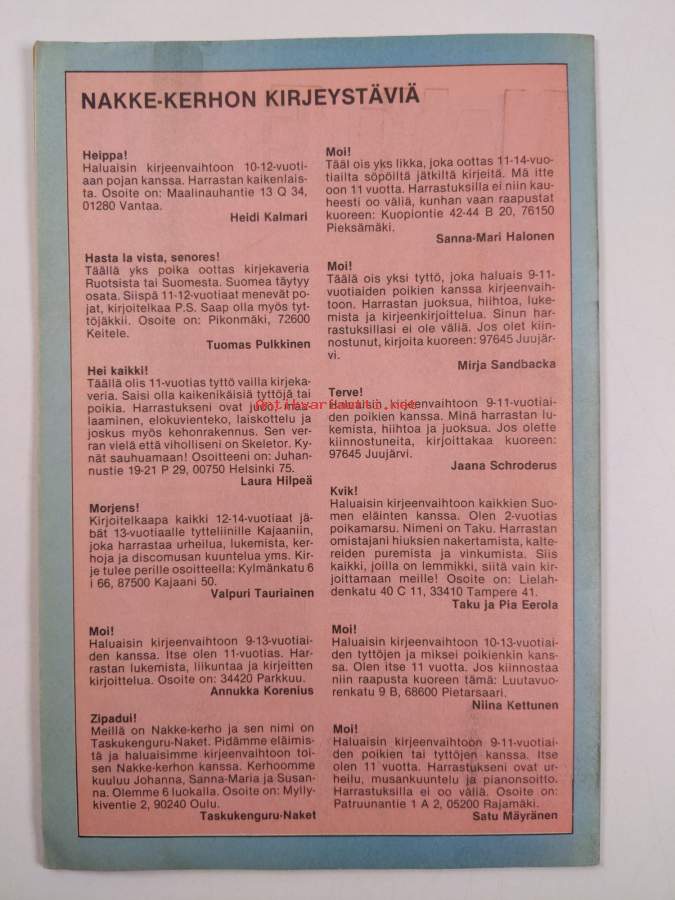 NAKKE-KERHON KIRJEYSTÄVIÄ
Heippa!
Haluaisin kirjeenvaihtoon 10-12-vuoti-
aan pojan kanssa. Harrastan kaikenlais-
ta. Osoite on: Maalinauhantie 13 Q 34,
01280 Vantaa.
Heidi Kalmari
Hasta la vista, senores!
Täällä yks poika oottas kirjekaveria
Ruotsista tai Suomesta. Suomea täytyy
osata. Siispä 11-12-vuotiaat menevät po-
jat, kirjoitelkaa P.S. Saap olla myös tyt-
töjäkkii. Osoite on: Pikonmäki, 72600
Keitele.
Tuomas Pulkkinen
Hei kaikki!
Täällä olis 11-vuotias tyttö vailla kirjeka-
veria. Saisi olla kaikenikäisiä tyttöjä tai
poikia. Harrastukseni ovat judo, maa-
laaminen, elokuvienteko, laiskottelu ja
joskus myös kehonrakennus. Sen ver-
ran vielä että viholliseni on Skeletor. Ky-
nät sauhuamaan! Osoitteeni on: Juhan-
nustie 19-21 P 29, 00750 Helsinki 75.
Laura Hilpeä
Morjens!
Kirjoitelkaapa kaikki 12-14-vuotiaat jä-
bät 13-vuotiaalle tytteliinille Kajaaniin,
joka harrastaa urheilua, lukemista, ker-
hoja ja discomusan kuuntelua yms. Kir-
je tulee perille osoitteella: Kylmänkatu 6
i 66, 87500 Kajaani 50.
Valpuri Tauriainen
Moi!
Haluaisin kirjeenvaihtoon 9-13-vuotiai-
den kanssa. Itse olen 11-vuotias. Har-
rastan lukemista, liikuntaa ja kirjeitten
kirjoittelua. Osoite on: 34420 Parkkuu.
Annukka Korenius
Zipadui!
Meillä on Nakke-kerho ja sen nimi on
Taskukenguru-Naket. Pidämme eläimis-
tä ja haluaisimme kirjeenvaihtoon toi-
sen Nakke-kerhon kanssa. Kerhoomme
kuuluu Johanna, Sanna-Maria ja Susan-
na. Olemme 6 luokalla. Osoite on: Mylly-
kiventie 2, 90240 Oulu.
Taskukenguru-Naket
Moi!
Tääl ois yks likka, joka oottas 11-14-vuo-
tiailta söpöiltä jätkiltä kirjeitä. Mä itte
oon 11 vuotta. Harrastuksilla ei niin kau-
heesti oo väliä, kunhan vaan raapustat
kuoreen: Kuopiontie 42-44 B 20, 76150
Pieksämäki.
Sanna-Mari Halonen
Moi!
Täälä ois yksi tyttö, joka haluais 9-11-
vuotiaiden poikien kanssa kirjeenvaih-
toon. Harrastan juoksua, hiihtoa, luke-
mista ja kirjeenkirjoittelua. Sinun har-
rastuksillasi ei ole väliä. Jos olet kiin-
nostunut, kirjoita kuoreen: 97645 Juujär-
vi.
Mirja Sandbacka
Terve!
Haluaisin kirjeenvaihtoon 9-11-vuotiai-
den poikien kanssa. Minä harrastan lu-
kemista, hiihtoa ja juoksua. Jos olette
kiinnostuneita, kirjoittakaa kuoreen:
97645 Juujärvi.
Jaana Schroderus
Kvik!
Haluaisin kirjeenvaihtoon kaikkien Suo-
men eläinten kanssa. Olen 2-vuotias
poikamarsu. Nimeni on Taku. Harrastan
omistajani hiuksien nakertamista, kalte-
reiden puremista ja vinkumista. Siis
kaikki, joilla on lemmikki, siitä vain kir-
joittamaan meille! Osoite on: Lielah-
denkatu 40 C 11, 33410 Tampere 41.
Taku ja Pia Eerola
Moi!
Haluaisin kirjeenvaihtoon 10-13-vuotiai-
den tyttöjen ja miksei poikienkin kans-
sa. Olen itse 11 vuotta. Jos kiinnostaa
niin raapusta kuoreen tämä: Luutavuo-
renkatu 9 B, 68600 Pietarsaari.
Niina Kettunen
Moi!
Haluaisin kirjeenvaihtoon 9-11-vuotiai-
den poikien tai tyttöjen kanssa. Itse
olen 11 vuotta. Harrastukseni ovat ur-
heilu, musankuuntelu ja pianonsoitto.
Harrastuksilla ei oo väliä. Osoite on:
Patruunantie 1 A 2, 05200 Rajamäki.
Satu Mäyränen